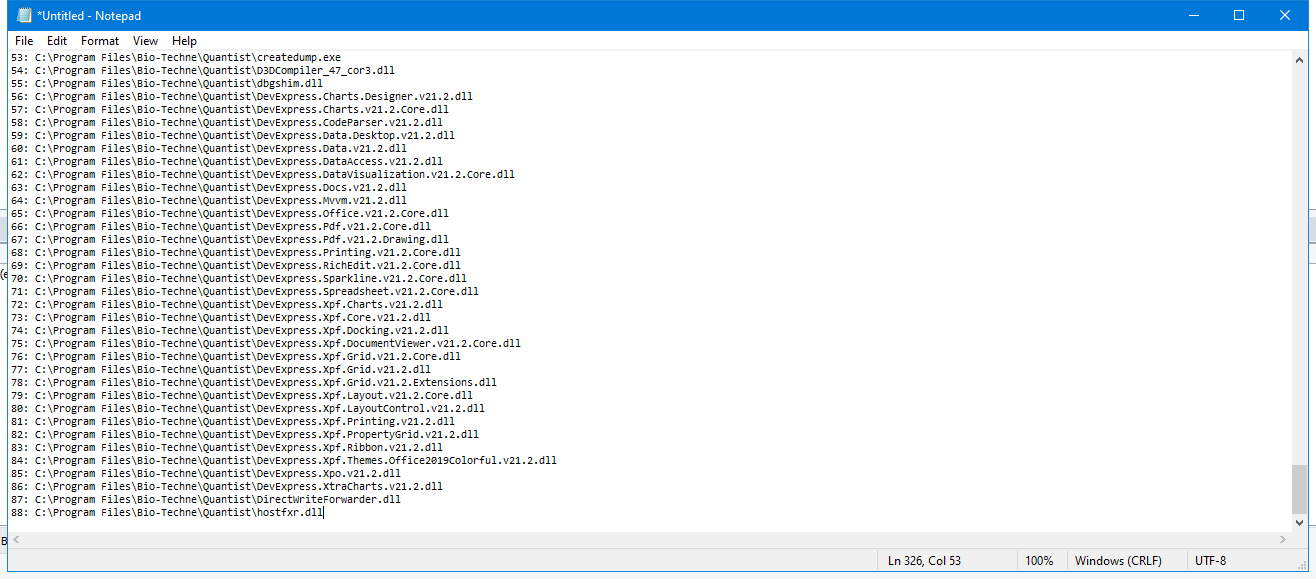 *Untitled - Notepad
File Edit Format View Help
53: C:\Program Files\Bio-Techne\Quantist\createdump.exe
54: C:\Program Files\Bio-Techne\Quantist\D3DCompiler_47_cor3.dll
55: C:\Program Files\Bio-Techne\Quantist\dbgshim.dll
56: C:\Program Files\Bio-Techne\Quantist\DevExpress.Charts.Designer.v21.2.dll
57: C:\Program Files\Bio-Techne\Quantist\DevExpress.Charts.v21.2.Core.dll
58: C:\Program Files\Bio-Techne\Quantist\DevExpress.CodeParser.v21.2.dll
59: C:\Program Files\Bio-Techne\Quantist\DevExpress.Data.Desktop.v21.2.dll
60: C:\Program Files\Bio-Techne\Quantist\DevExpress.Data.v21.2.dll
61: C:\Program Files\Bio-Techne\Quantist\DevExpress.DataAccess.v21.2.dll
62: C:\Program Files\Bio-Techne\Quantist\DevExpress.DataVisualization.v21.2.Core.dll
63: C:\Program Files\Bio-Techne\Quantist\DevExpress.Docs.v21.2.dll
64: C:\Program Files\Bio-Techne\Quantist\DevExpress.Mvvm.v21.2.dll
65: C:\Program Files\Bio-Techne\Quantist\DevExpress.Office.v21.2.Core.dll
66: C:\Program Files\Bio-Techne\Quantist\DevExpress.Pdf.v21.2.Core.dll
67: C:\Program Files\Bio-Techne\Quantist\DevExpress.Pdf.v21.2.Drawing.dll
68: C:\Program Files\Bio-Techne\Quantist\DevExpress.Printing.v21.2.Core.dll
69: C:\Program Files\Bio-Techne\Quantist\DevExpress.RichEdit.v21.2.Core.dll
70: C:\Program Files\Bio-Techne\Quantist\DevExpress.Sparkline.v21.2.Core.dll
71: C:\Program Files\Bio-Techne\Quantist\DevExpress.Spreadsheet.v21.2.Core.dll
72: C:\Program Files\Bio-Techne\Quantist\DevExpress.Xpf.Charts.v21.2.dll
73: C:\Program Files\Bio-Techne\Quantist\DevExpress.Xpf.Core.v21.2.dll
74: C:\Program Files\Bio-Techne\Quantist\DevExpress.Xpf.Docking.v21.2.dll
75: C:\Program Files\Bio-Techne\Quantist\DevExpress.Xpf.DocumentViewer.v21.2.Core.dll
76: C:\Program Files\Bio-Techne\Quantist\DevExpress.Xpf.Grid.v21.2.Core.dll
77: C:\Program Files\Bio-Techne\Quantist\DevExpress.Xpf.Grid.v21.2.dll
78: C:\Program Files\Bio-Techne\Quantist\DevExpress.Xpf.Grid.v21.2.Extensions.dll
79: C:\Program Files\Bio-Techne\Quantist\DevExpress.Xpf.Layout.v21.2.Core.dll
80: C:\Program Files\Bio-Techne\Quantist\DevExpress.Xpf.LayoutControl.v21.2.dll
81: C:\Program Files\Bio-Techne\Quantist\DevExpress.Xpf.Printing.v21.2.dll
82: C:\Program Files\Bio-Techne\Quantist\DevExpress.Xpf.PropertyGrid.v21.2.dll
83: C:\Program Files\Bio-Techne\Quantist\DevExpress.Xpf.Ribbon.v21.2.dll
84: C:\Program Files\Bio-Techne\Quantist\DevExpress.Xpf.Themes.Office2019Colorful.v21.2.dll
85: C:\Program Files\Bio-Techne\Quantist\DevExpress.Xpo.v21.2.dll
86: C:\Program Files\Bio-Techne\Quantist\DevExpress.XtraCharts.v21.2.dll
87: C:\Program Files\Bio-Techne\Quantist\DirectWriteForwarder.dll
88: C:\Program Files\Bio-Techne\Quantist\hostfxr.dll
Ln 326, Col 53 100% Windows (CRLF) UTF-8